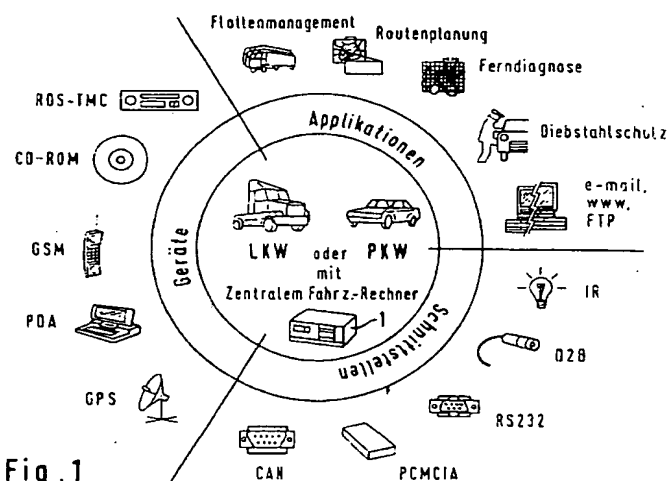 Flottenmanagement
Routenplanung
Ferndiagnose
Diebstahlschutz
e-mail,
www,
FTP
RDS-TMC
CD-ROM
GSM
PDA
GPS
Applikationen
Geräte
Schnittstellen
LKW oder PKW
mit
Zentralem Fahrz.-Rechner
1
IR
D2B
RS232
PCMCIA
CAN
Fig.1